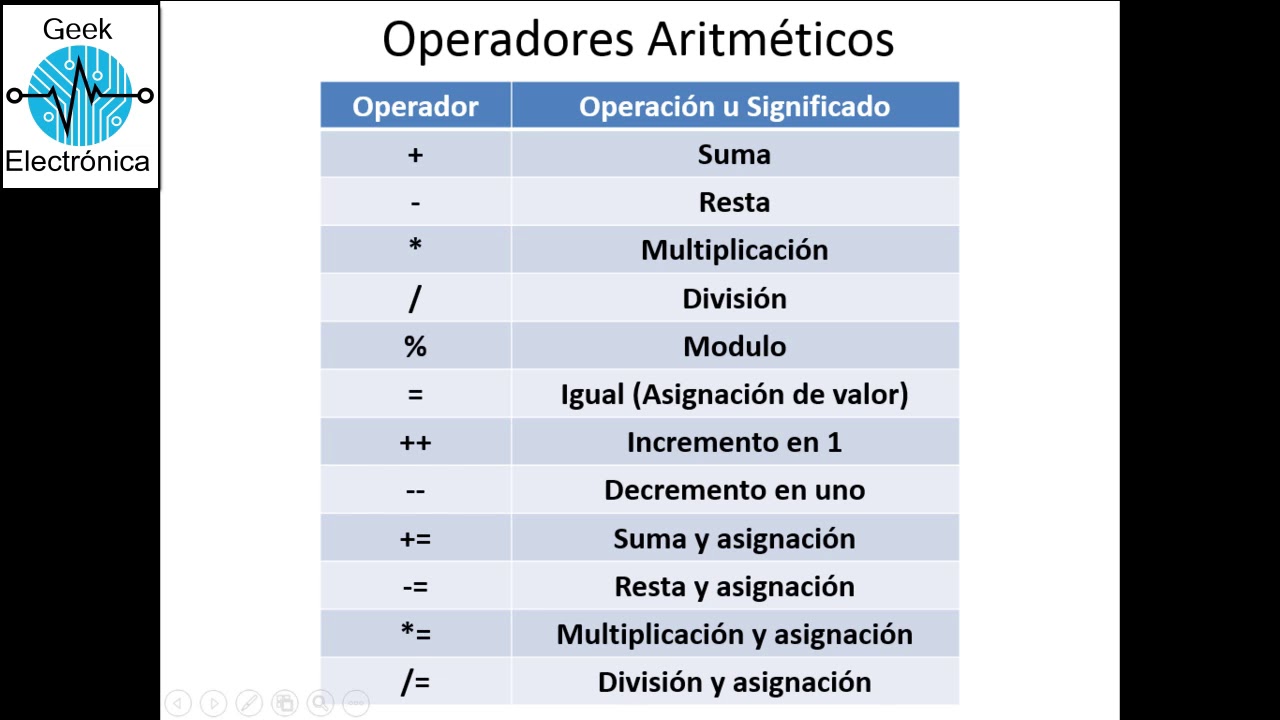 Geek
Electrónica
Operadores Aritméticos
Operador Operación u Significado
+ Suma
- Resta
* Multiplicación
/ División
% Modulo
= Igual (Asignación de valor)
++ Incremento en 1
-- Decremento en uno
+= Suma y asignación
-= Resta y asignación
*= Multiplicación y asignación
/= División y asignación